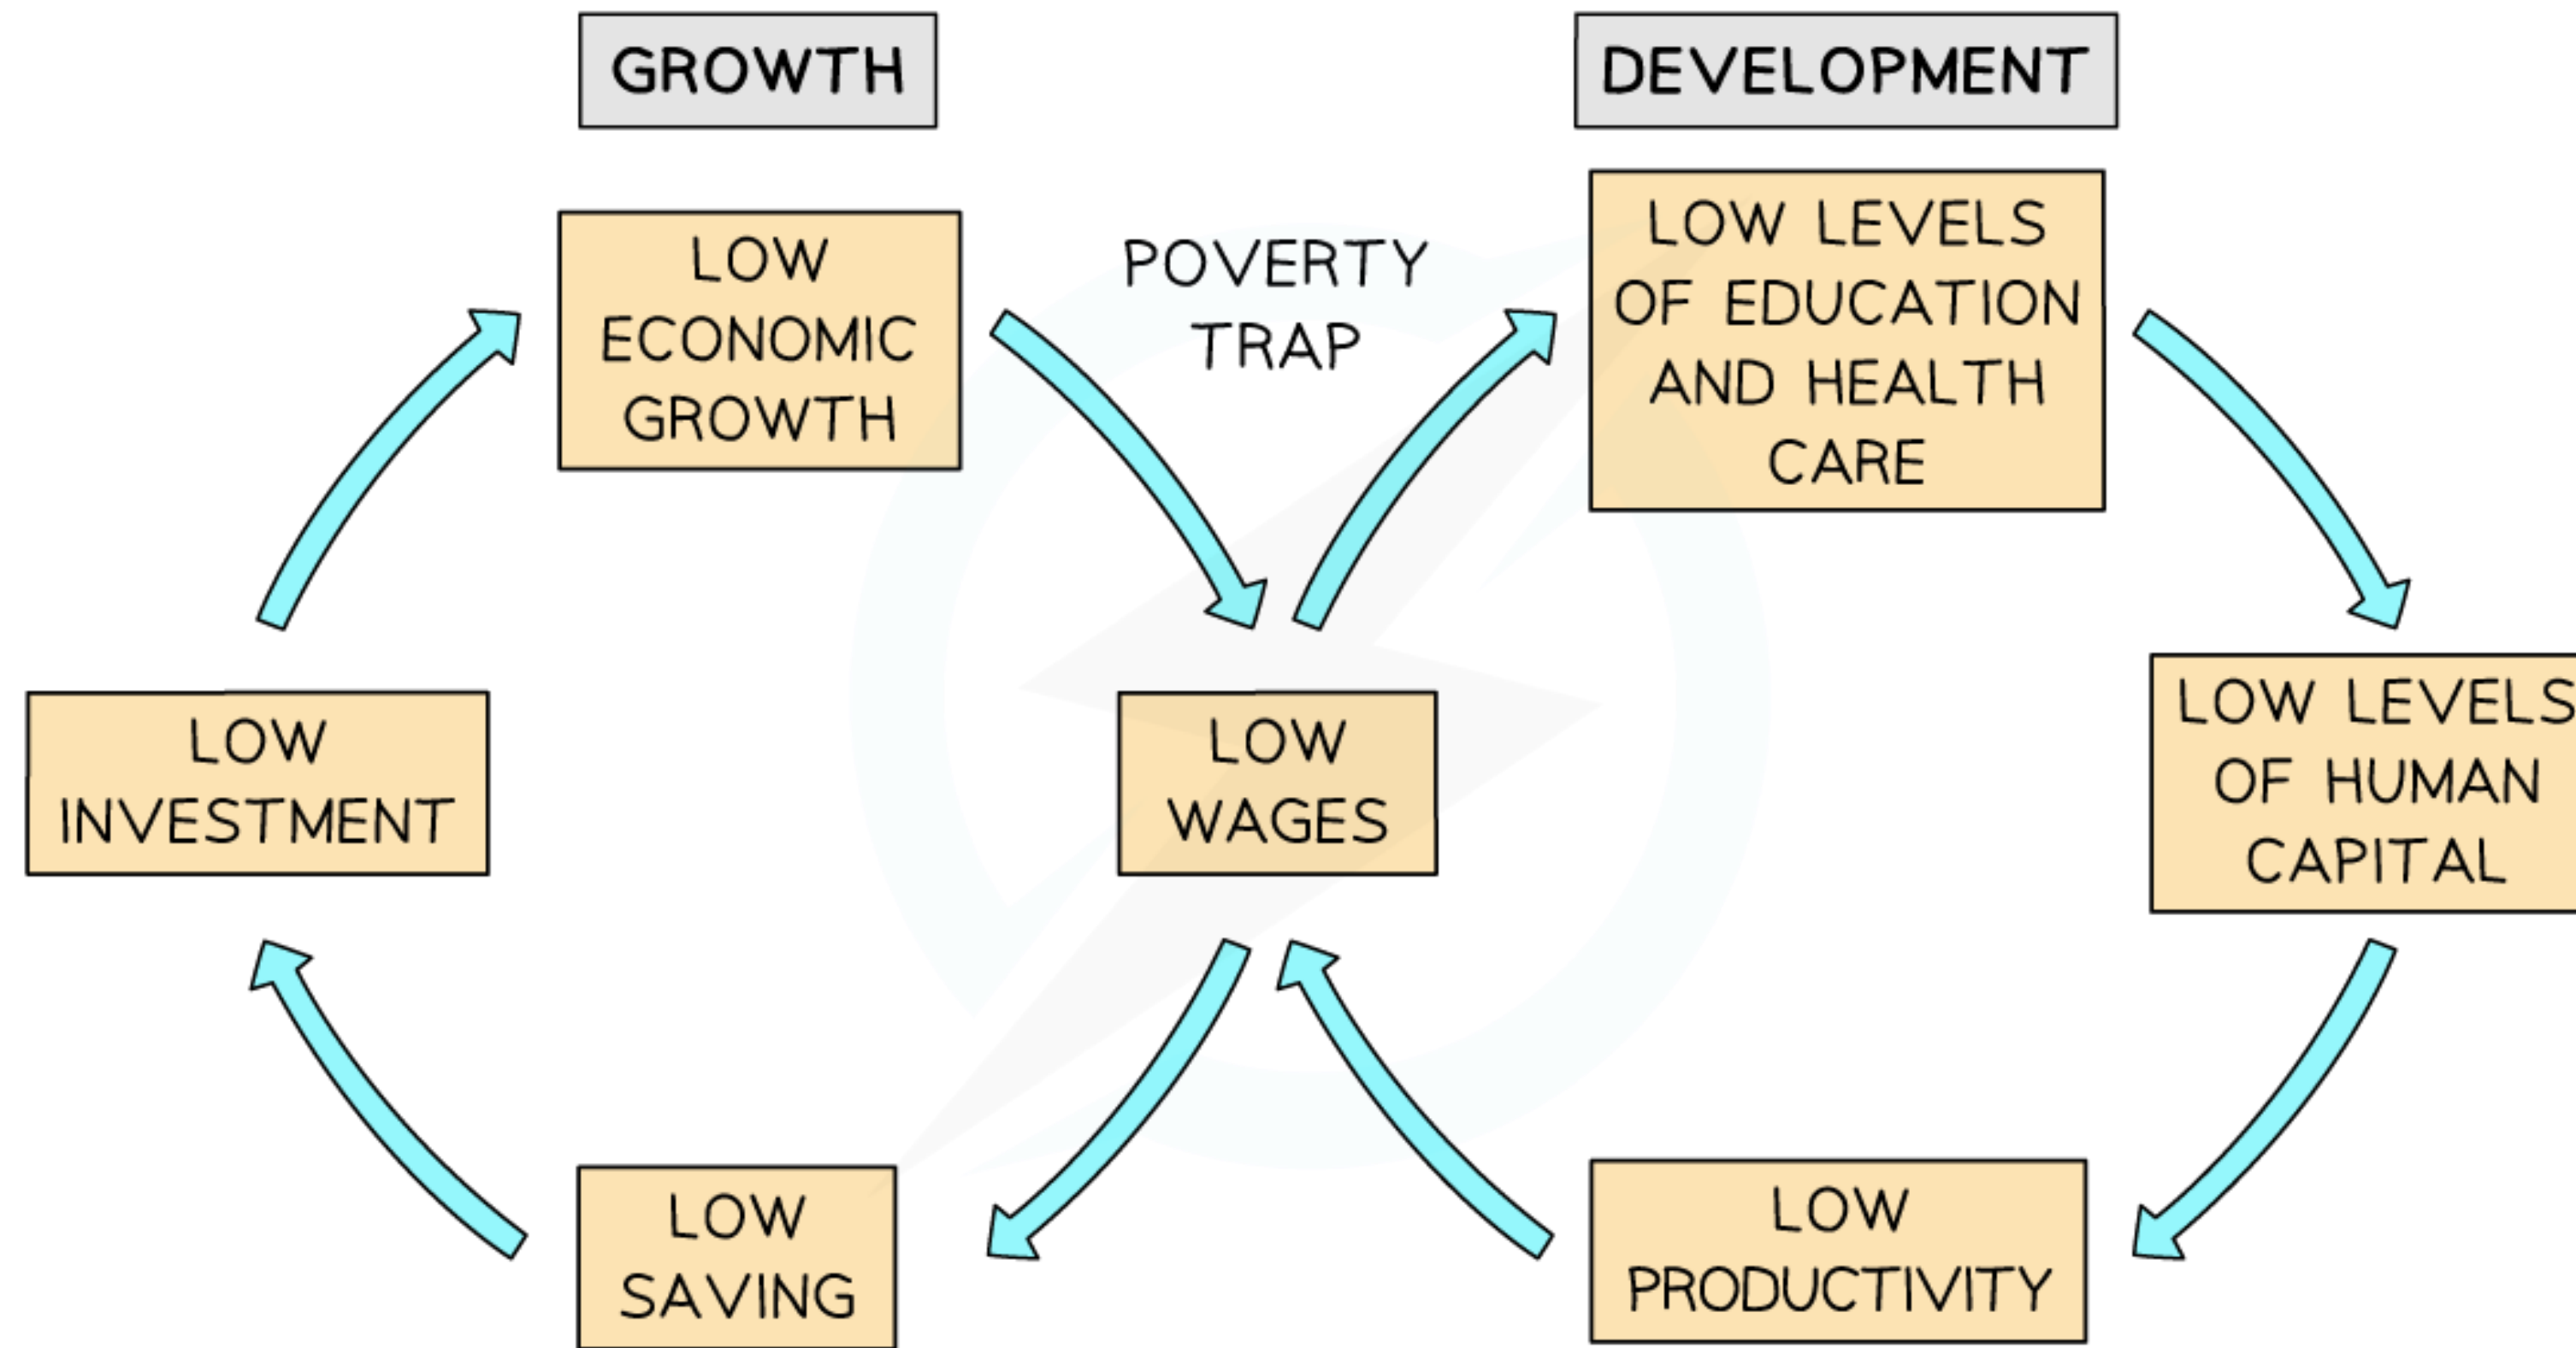 GROWTH
DEVELOPMENT
LOW
ECONOMIC
GROWTH
POVERTY
TRAP
LOW LEVELS
OF EDUCATION
AND HEALTH
CARE
LOW
INVESTMENT
LOW
WAGES
LOW LEVELS
OF HUMAN
CAPITAL
LOW
SAVING
LOW
PRODUCTIVITY